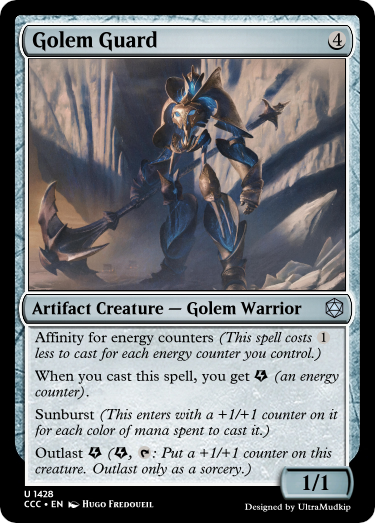 Golem Guard 4
Artifact Creature — Golem Warrior
Affinity for energy counters (This spell costs 1
less to cast for each energy counter you control.)
When you cast this spell, you get (an energy
counter).
Sunburst (This enters with a +1/+1 counter on it
for each color of mana spent to cast it.)
Outlast ( , : Put a +1/+1 counter on this
creature. Outlast only as a sorcery.)
1/1
U 1428
CCC • EN Hugo Fredoueil
Designed by UltraMudkip